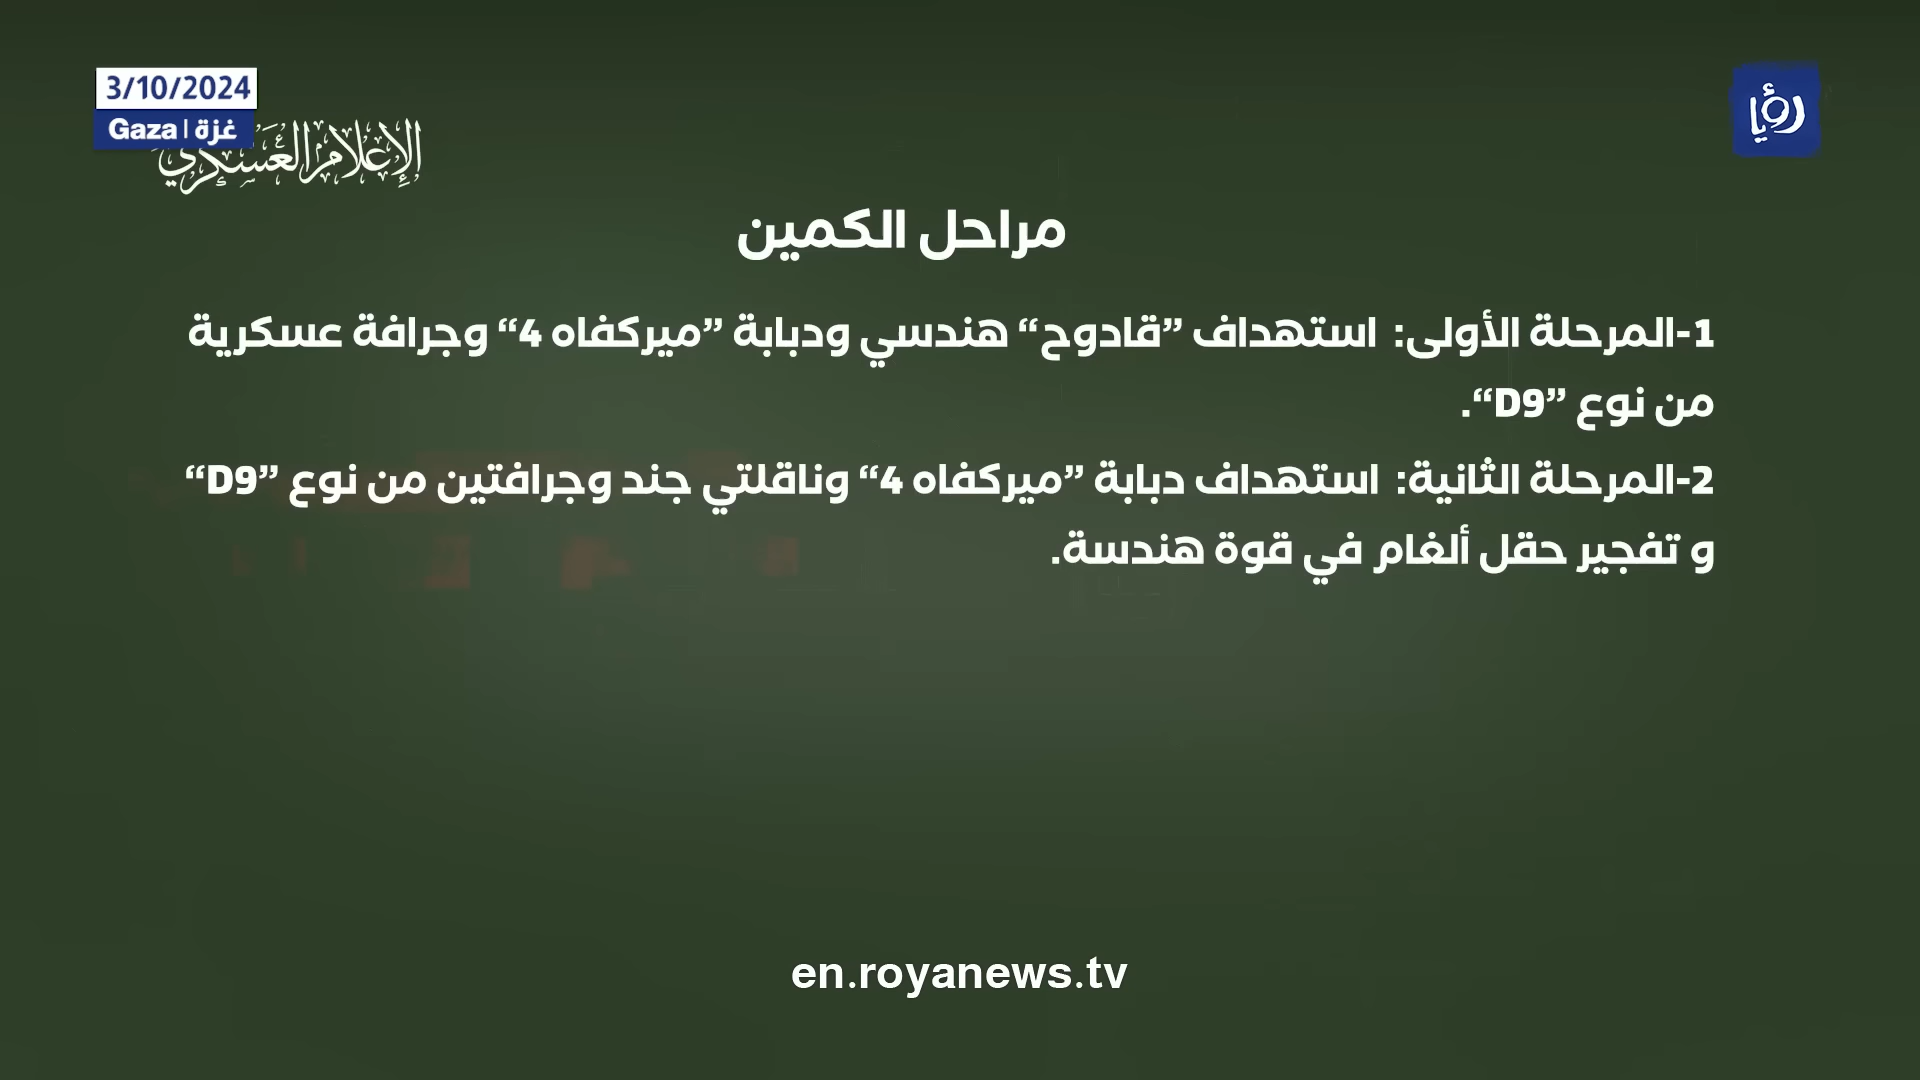 3/10/2024
غزة | Gaza
الإعلام العسكري
رؤيا
مراحل الكمين
1-المرحلة الأولى: استهداف ”قادوح“ هندسي ودبابة ”ميركفاه 4“ وجرافة عسكرية
من نوع ”D9“.
2-المرحلة الثانية: استهداف دبابة ”ميركفاه 4“ وناقلتي جند وجرافتين من نوع ”D9“
و تفجير حقل ألغام في قوة هندسة.
en.royanews.tv